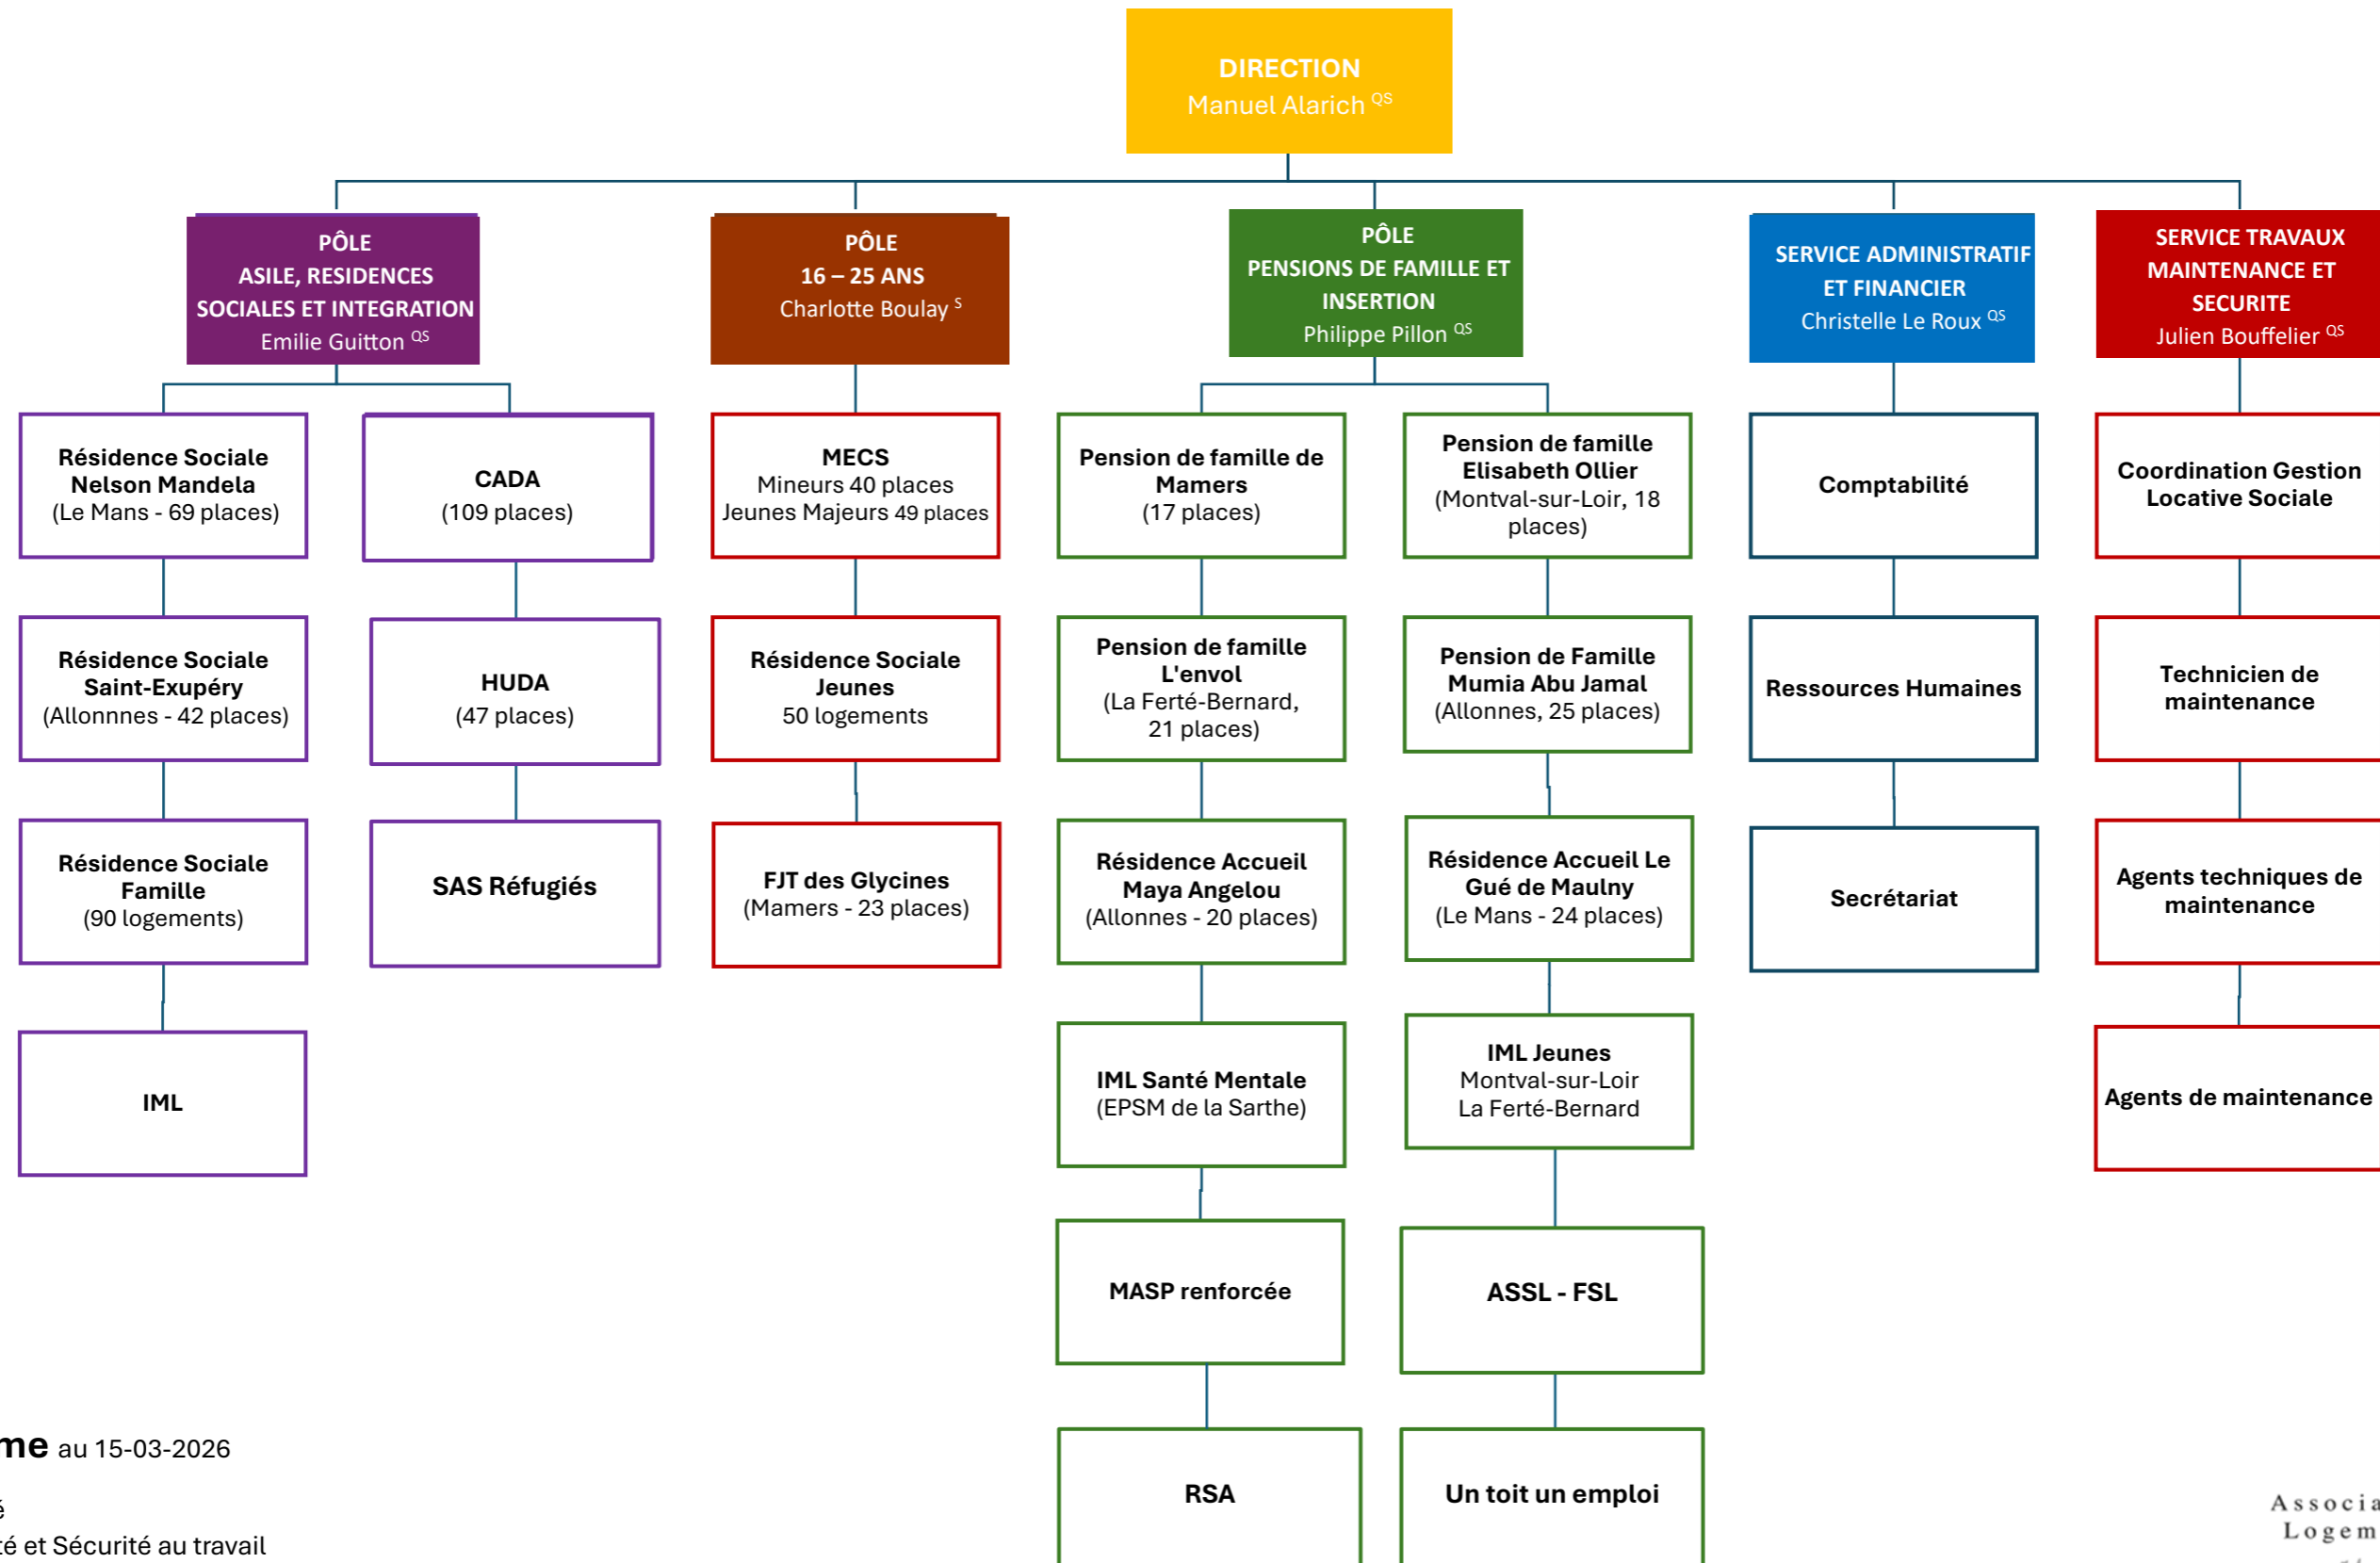 DIRECTION
Manuel Alarich QS
PÔLE
ASILE, RESIDENCES
SOCIALES ET INTEGRATION
Emilie Guitton QS
PÔLE
16 – 25 ANS
Charlotte Boulay S
PÔLE
PENSIONS DE FAMILLE ET
INSERTION
Philippe Pillon QS
SERVICE ADMINISTRATIF
ET FINANCIER
Christelle Le Roux QS
SERVICE TRAVAUX
MAINTENANCE ET
SECURITE
Julien Bouffelier QS
Résidence Sociale
Nelson Mandela
(Le Mans - 69 places)
CADA
(109 places)
MECS
Mineurs 40 places
Jeunes Majeurs 49 places
Pension de famille de
Mamers
(17 places)
Pension de famille
Elisabeth Ollier
(Montval-sur-Loir, 18
places)
Comptabilité
Coordination Gestion
Locative Sociale
Résidence Sociale
Saint-Exupéry
(Allonnnes - 42 places)
HUDA
(47 places)
Résidence Sociale
Jeunes
50 logements
Pension de famille
L'envol
(La Ferté-Bernard,
21 places)
Pension de Famille
Mumia Abu Jamal
(Allonnes, 25 places)
Ressources Humaines
Technicien de
maintenance
Résidence Sociale
Famille
(90 logements)
SAS Réfugiés
FJT des Glycines
(Mamers - 23 places)
Résidence Accueil
Maya Angelou
(Allonnes - 20 places)
Résidence Accueil Le
Gué de Maulny
(Le Mans - 24 places)
Secrétariat
Agents techniques de
maintenance
IML
IML Santé Mentale
(EPSM de la Sarthe)
IML Jeunes
Montval-sur-Loir
La Ferté-Bernard
Agents de maintenance
MASP renforcée
ASSL - FSL
RSA
Un toit un emploi
me au 15-03-2026
é
té et Sécurité au travail
Associa
Logem